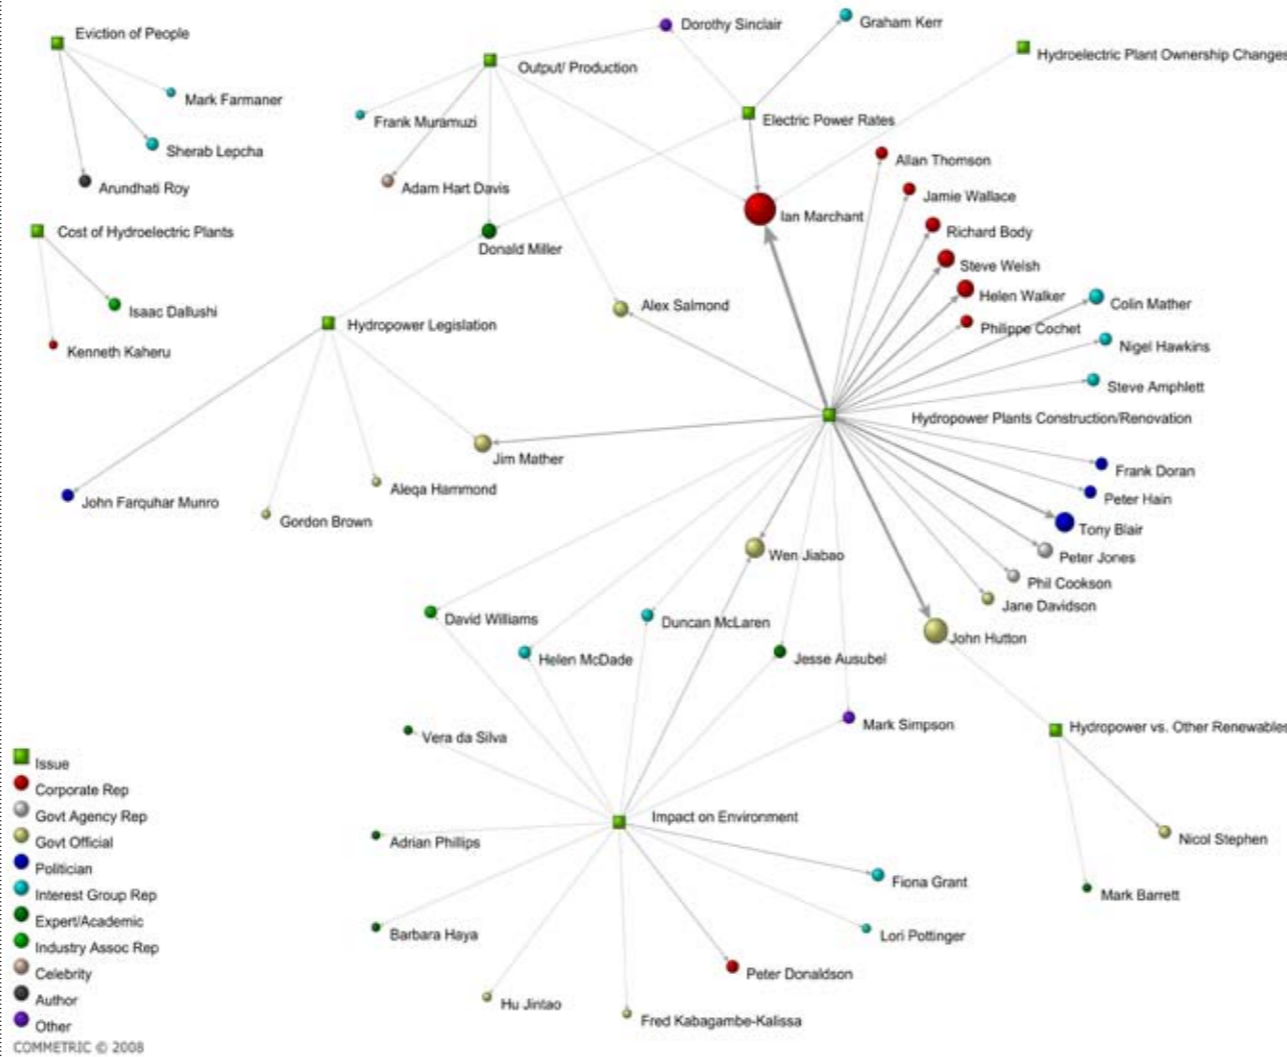 Eviction of People
Mark Farmaner
Sherab Lepcha
Arundhati Roy
Cost of Hydroelectric Plants
Isaac Dallushi
Kenneth Kaheru
Output/ Production
Dorothy Sinclair
Graham Kerr
Hydroelectric Plant Ownership Changes
Frank Muramuzi
Adam Hart Davis
Donald Miller
Electric Power Rates
Ian Marchant
Allan Thomson
Jamie Wallace
Richard Body
Steve Welsh
Helen Walker
Philippe Cochet
Colin Mather
Nigel Hawkins
Steve Amphlett
Alex Salmond
Hydropower Legislation
Hydropower Plants Construction/Renovation
Jim Mather
Aleqa Hammond
Gordon Brown
John Farquhar Munro
Frank Doran
Peter Hain
Tony Blair
Peter Jones
Phil Cookson
Jane Davidson
John Hutton
Wen Jiabao
David Williams
Helen McDade
Duncan McLaren
Jesse Ausubel
Mark Simpson
Hydropower vs. Other Renewables
Nicol Stephen
Mark Barrett
Vera da Silva
Impact on Environment
Adrian Phillips
Barbara Haya
Hu Jintao
Fred Kabagambe-Kalissa
Peter Donaldson
Lori Pottinger
Fiona Grant
Issue
Corporate Rep
Govt Agency Rep
Govt Official
Politician
Interest Group Rep
Expert/Academic
Industry Assoc Rep
Celebrity
Author
Other
COMMETRIC © 2008